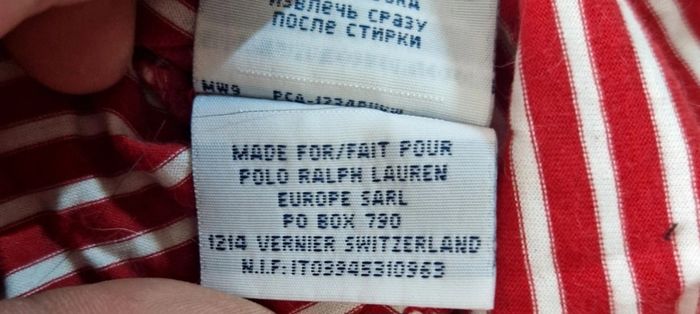 ИЗВЛЕЧЬ СРАЗУ
ПОСЛЕ СТИРКИ
MW9
MADE FOR/FAIT POUR
POLO RALPH LAUREN
EUROPE SARL
PO BOX 790
1214 VERNIER SWITZERLAND
N.I.F:IT03945310963